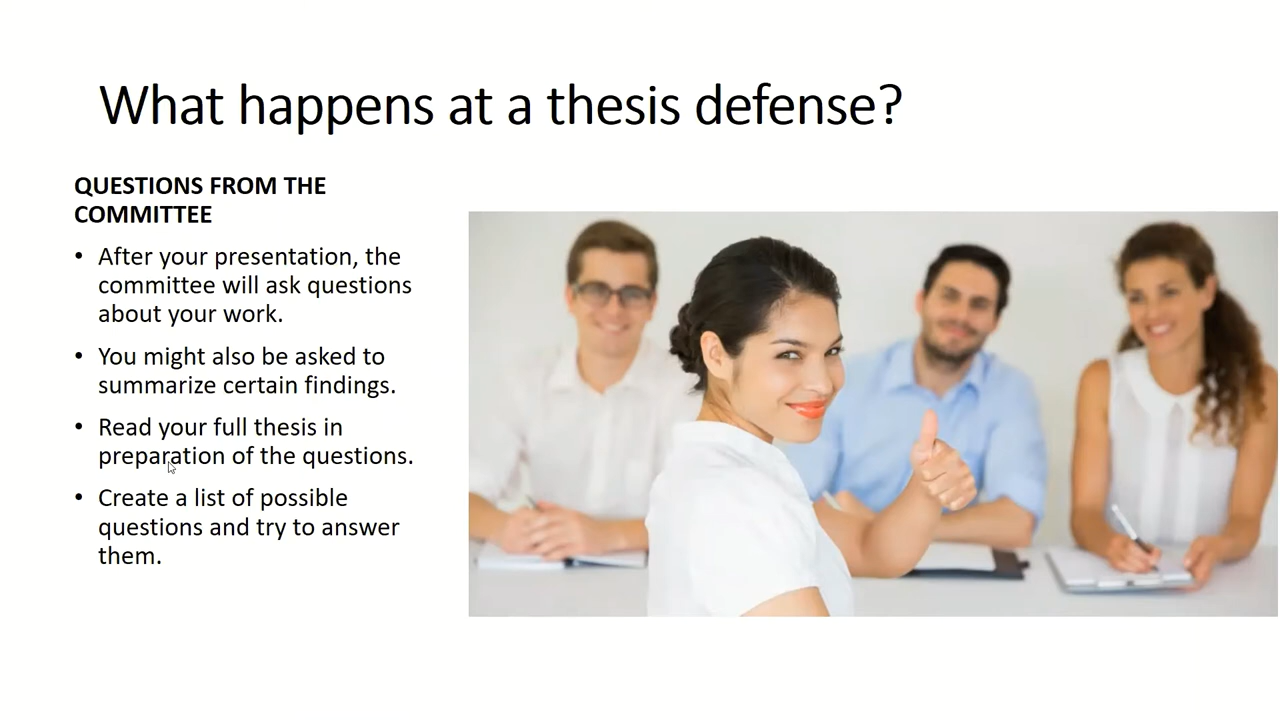 What happens at a thesis defense?
QUESTIONS FROM THE
COMMITTEE
• After your presentation, the
committee will ask questions
about your work.
• You might also be asked to
summarize certain findings.
• Read your full thesis in
preparation of the questions.
• Create a list of possible
questions and try to answer
them.